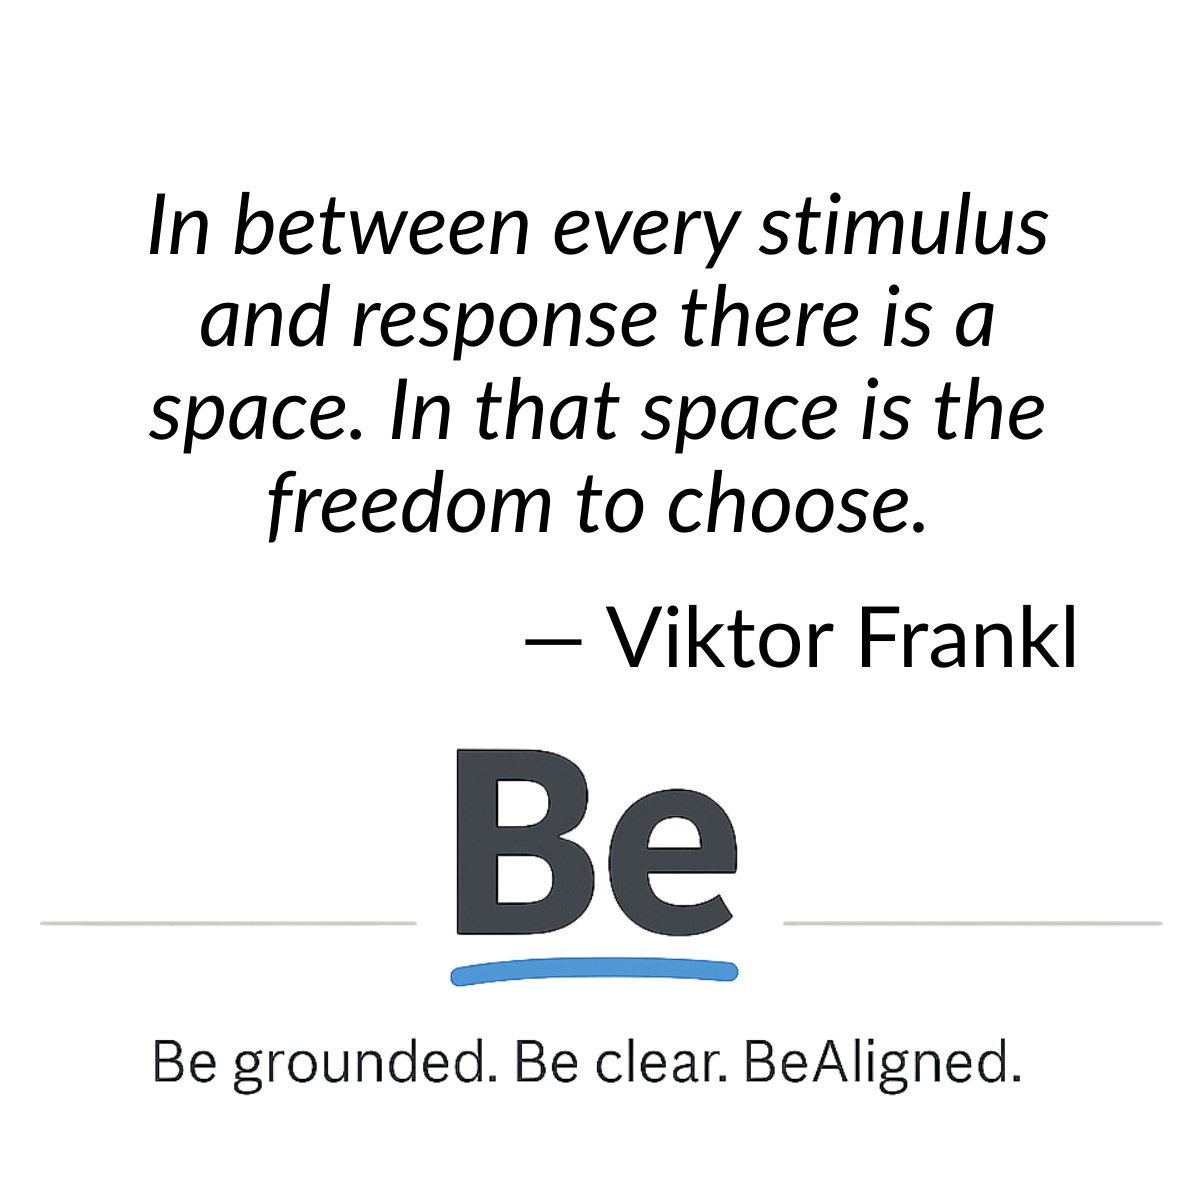 In between every stimulus
and response there is a
space. In that space is the
freedom to choose.
— Viktor Frankl
Be
Be grounded. Be clear. BeAligned.